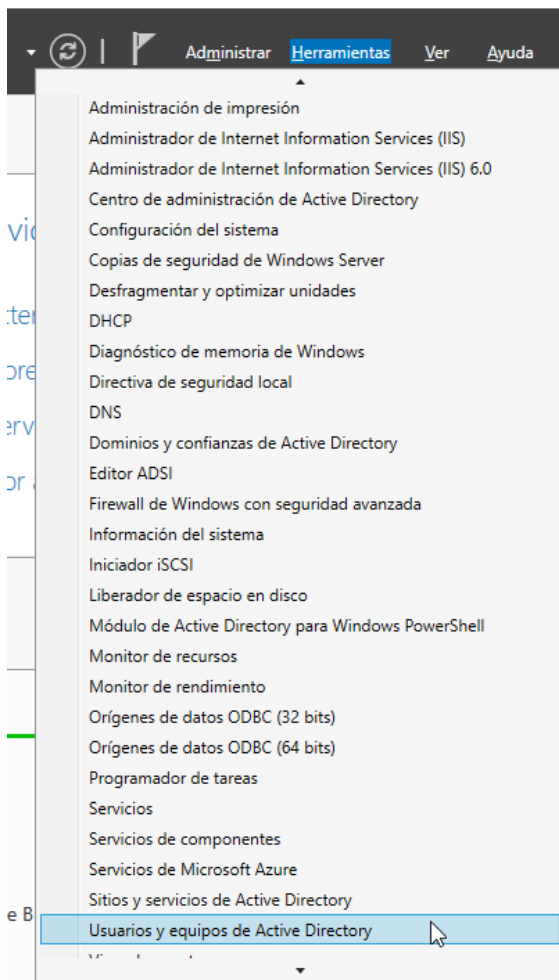 Administrar Herramientas Ver Ayuda
Administración de impresión
Administrador de Internet Information Services (IIS)
Administrador de Internet Information Services (IIS) 6.0
Centro de administración de Active Directory
Configuración del sistema
Copias de seguridad de Windows Server
Desfragmentar y optimizar unidades
DHCP
Diagnóstico de memoria de Windows
Directiva de seguridad local
DNS
Dominios y confianzas de Active Directory
Editor ADSI
Firewall de Windows con seguridad avanzada
Información del sistema
Iniciador iSCSI
Liberador de espacio en disco
Módulo de Active Directory para Windows PowerShell
Monitor de recursos
Monitor de rendimiento
Orígenes de datos ODBC (32 bits)
Orígenes de datos ODBC (64 bits)
Programador de tareas
Servicios
Servicios de componentes
Servicios de Microsoft Azure
Sitios y servicios de Active Directory
Usuarios y equipos de Active Directory